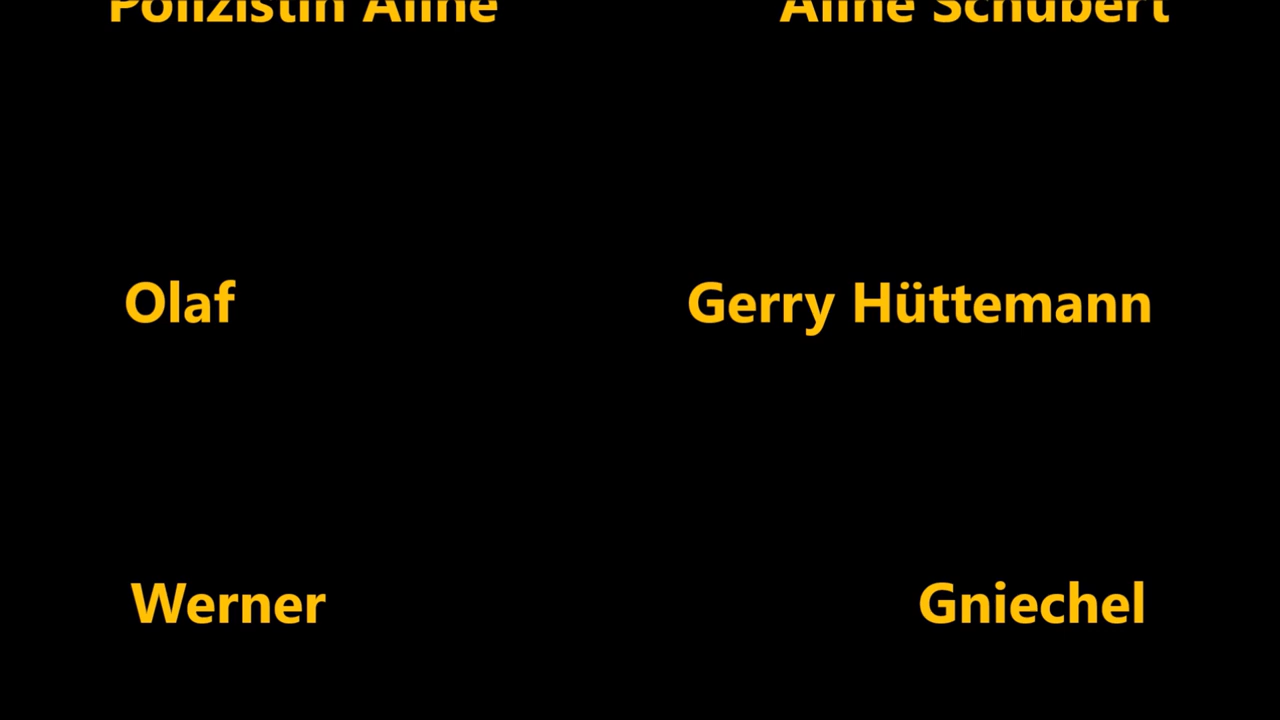 Polizistin Aline Aline Schubert
Olaf Gerry Hüttemann
Werner Gniechel